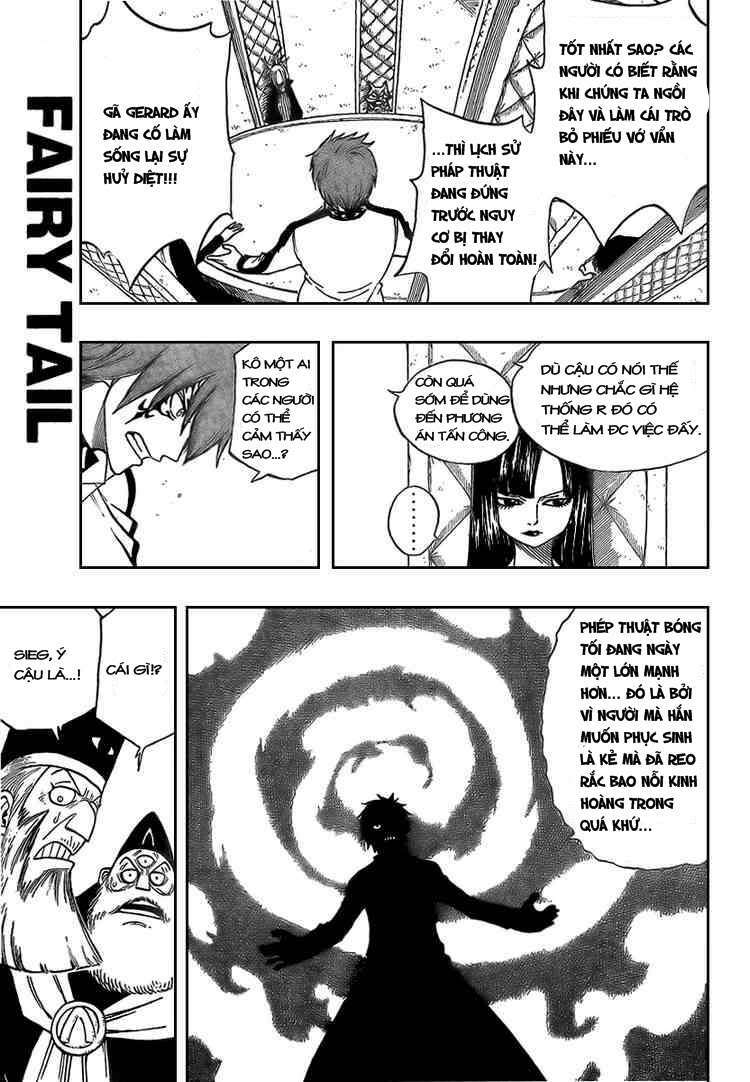 FAIRY TAIL
TỐT NHẤT SAO? CÁC
NGƯỜI CÓ BIẾT RẰNG
KHI CHÚNG TA NGỒI
ĐÂY VÀ LÀM CÁI TRÒ
BỎ PHIẾU VỚ VẨN
NÀY...
...THÌ LỊCH SỬ
PHÁP THUẬT
ĐANG ĐỨNG
TRƯỚC NGUY
CƠ BỊ THAY
ĐỔI HOÀN TOÀN!
GÃ GERARD ẤY
ĐANG CỐ LÀM
SỐNG LẠI SỰ
HUỶ DIỆT!!!
DÙ CẬU CÓ NÓI THẾ
NHƯNG CHẮC GÌ HỆ
THỐNG R ĐÓ CÓ
THỂ LÀM ĐC VIỆC ĐẤY.
CÒN QUÁ
SỚM ĐỂ DÙNG
ĐẾN PHƯƠNG
ÁN TẤN CÔNG.
......
KÔ MỘT AI
TRONG
CÁC NGƯỜI
CÓ THỂ
CẢM THẤY
SAO...?
PHÉP THUẬT BÓNG
TỐI ĐANG NGÀY
MỘT LỚN MẠNH
HƠN... ĐÓ LÀ BỞI
VÌ NGƯỜI MÀ HẮN
MUỐN PHỤC SINH
LÀ KẺ MÀ ĐÃ REO
RẮC BAO NỖI KINH
HOÀNG TRONG
QUÁ KHỨ...
CÁI GÌ!?
SIEG, Ý
CẬU LÀ...!